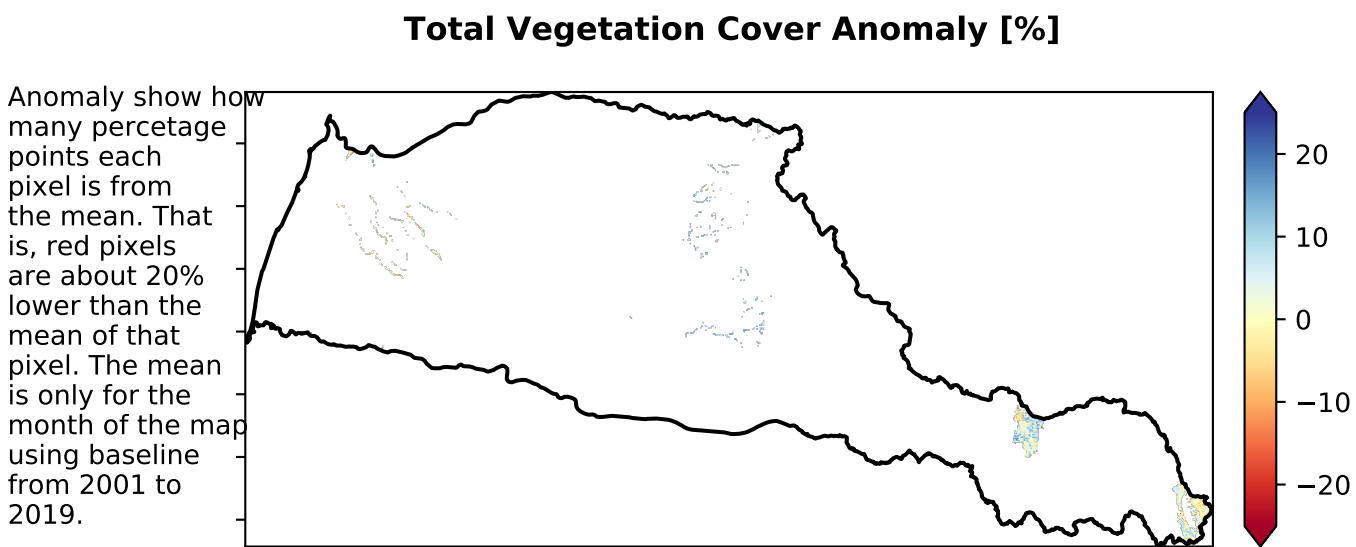 Total Vegetation Cover Anomaly [%]
Anomaly show how
many percetage
points each
pixel is from
the mean. That
is, red pixels
are about 20%
lower than the
mean of that
pixel. The mean
is only for the
month of the map
using baseline
from 2001 to
2019.
20
10
0
−10
−20